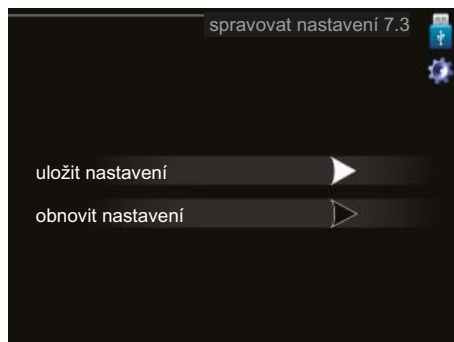 spravovat nastavení 7.3
uložit nastavení
obnovit nastavení